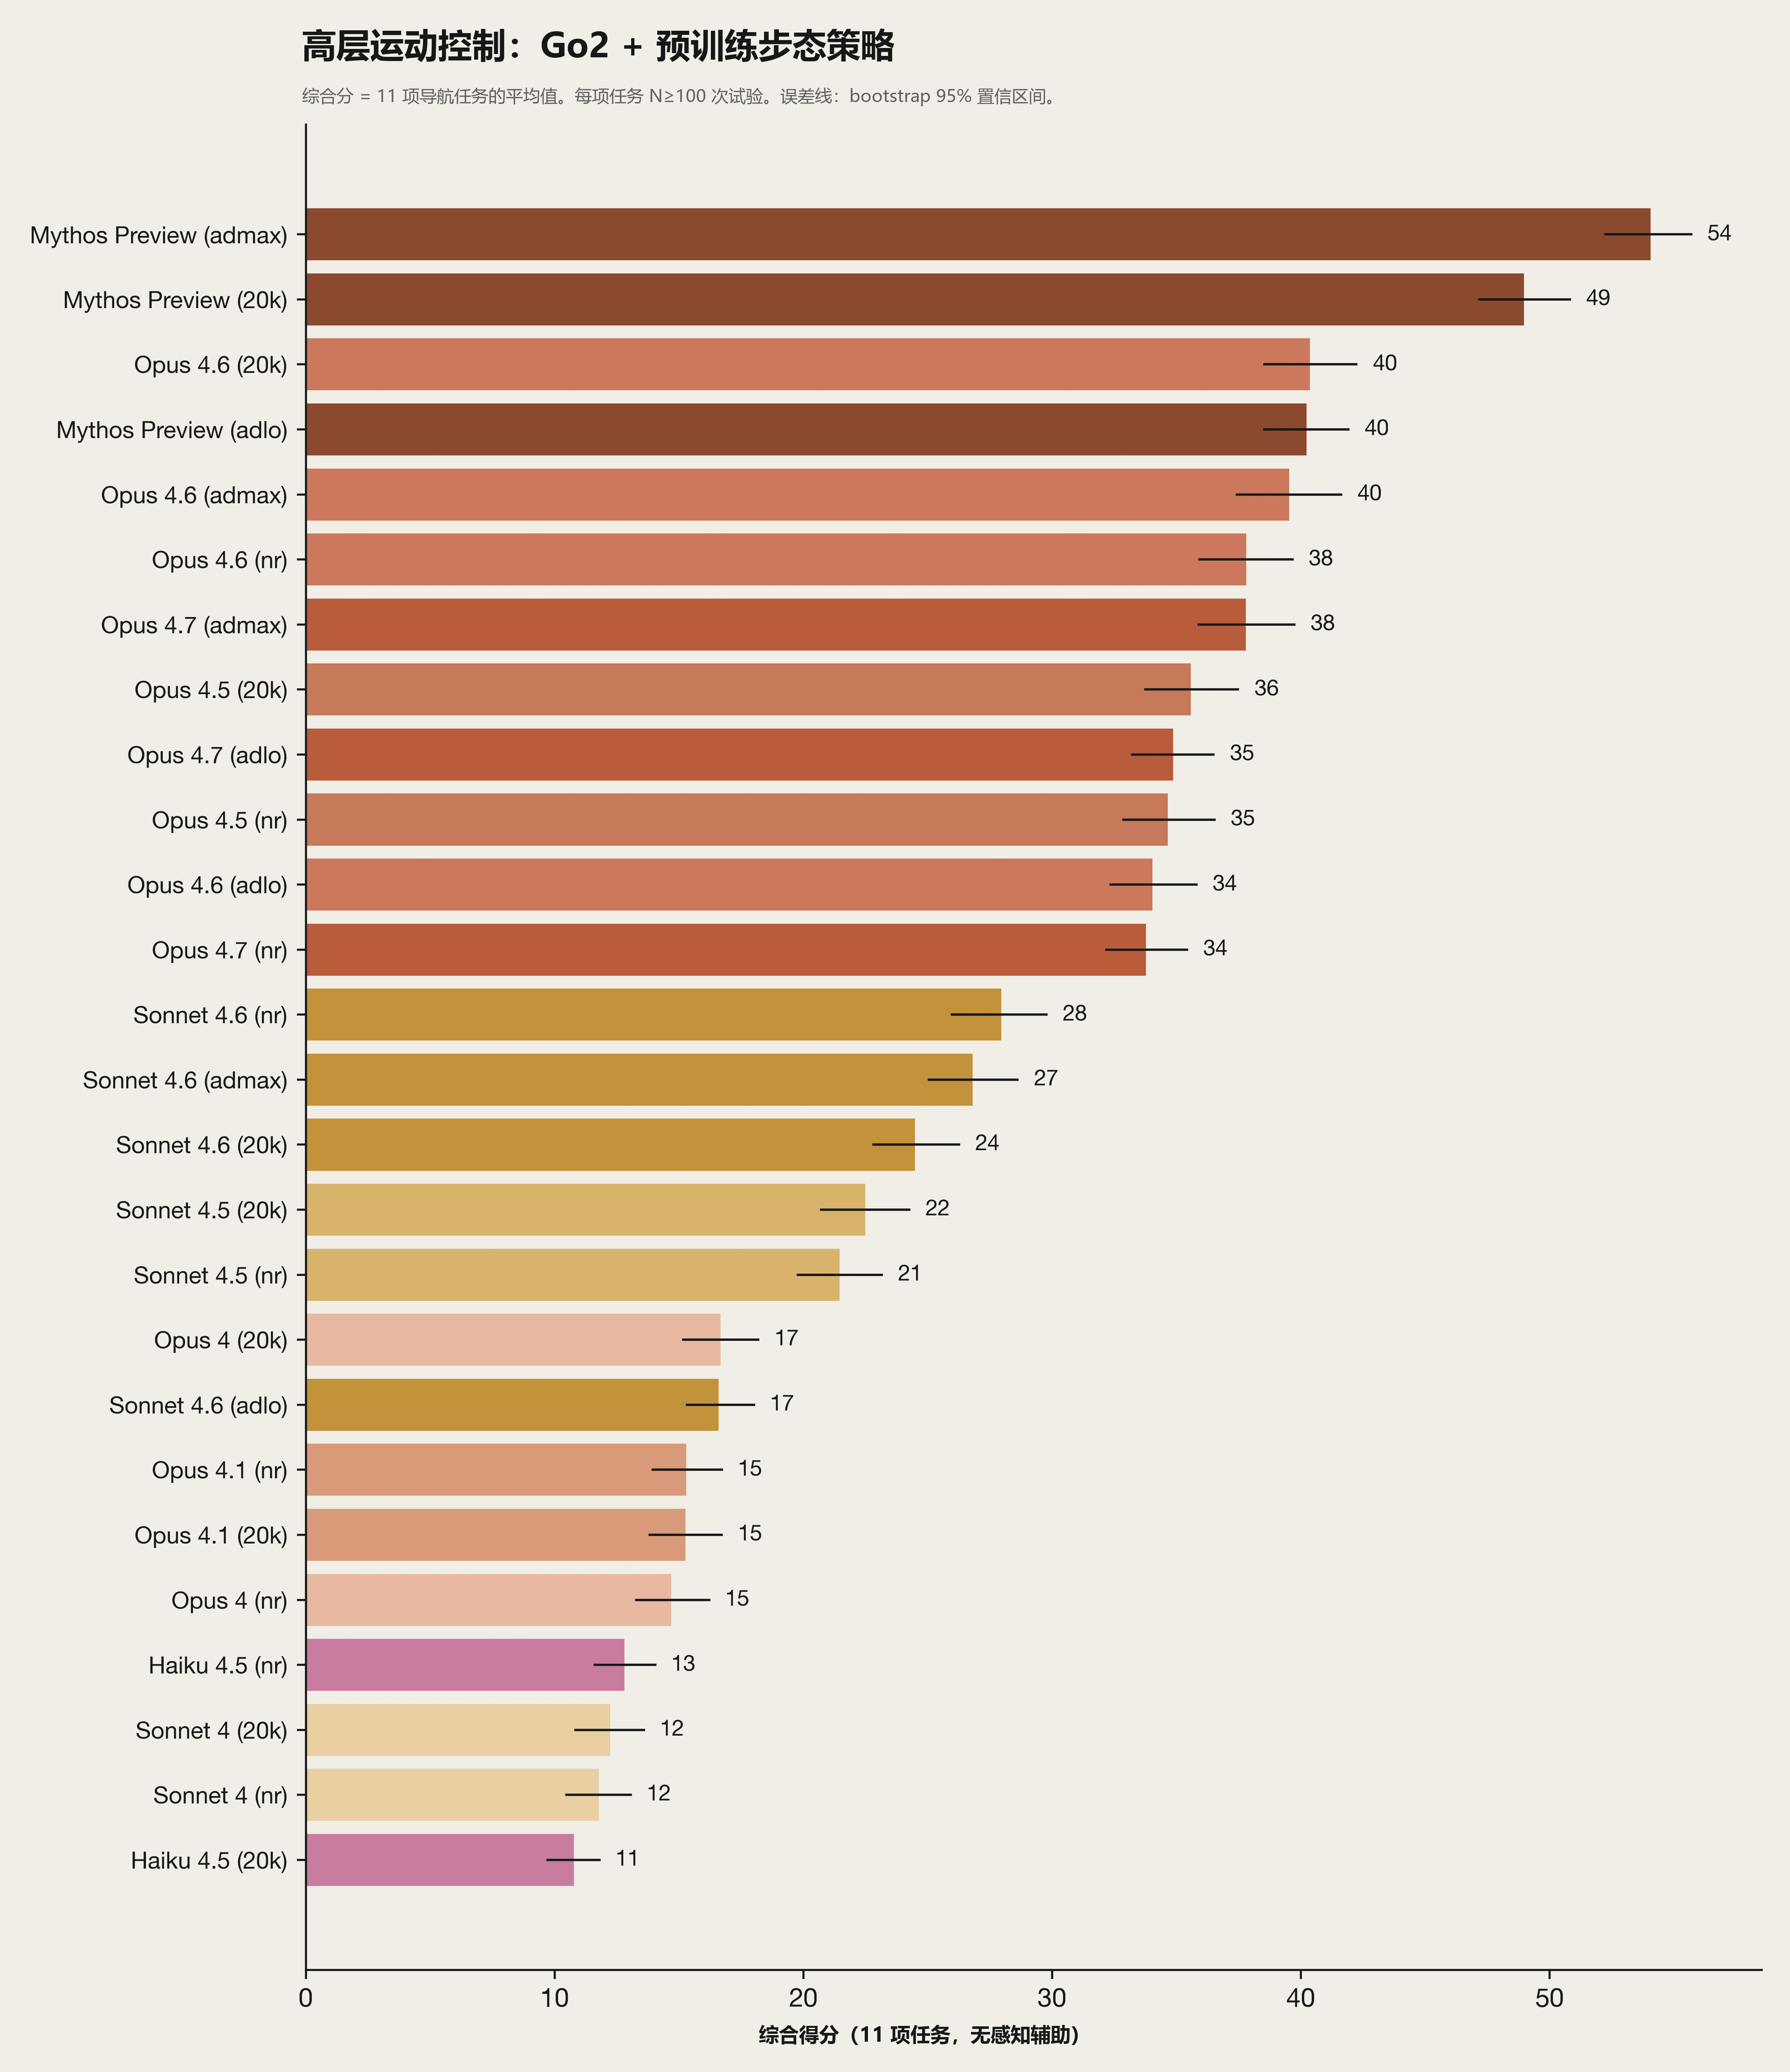 高层运动控制：Go2 + 预训练步态策略
综合分 = 11 项导航任务的平均值。每项任务 N≥100 次试验。误差线：bootstrap 95% 置信区间。
Mythos Preview (admax) 54
Mythos Preview (20k) 49
Opus 4.6 (20k) 40
Mythos Preview (adlo) 40
Opus 4.6 (admax) 40
Opus 4.6 (nr) 38
Opus 4.7 (admax) 38
Opus 4.5 (20k) 36
Opus 4.7 (adlo) 35
Opus 4.5 (nr) 35
Opus 4.6 (adlo) 34
Opus 4.7 (nr) 34
Sonnet 4.6 (nr) 28
Sonnet 4.6 (admax) 27
Sonnet 4.6 (20k) 24
Sonnet 4.5 (20k) 22
Sonnet 4.5 (nr) 21
Opus 4 (20k) 17
Sonnet 4.6 (adlo) 17
Opus 4.1 (nr) 15
Opus 4.1 (20k) 15
Opus 4 (nr) 15
Haiku 4.5 (nr) 13
Sonnet 4 (20k) 12
Sonnet 4 (nr) 12
Haiku 4.5 (20k) 11
0 10 20 30 40 50
综合得分（11 项任务，无感知辅助）